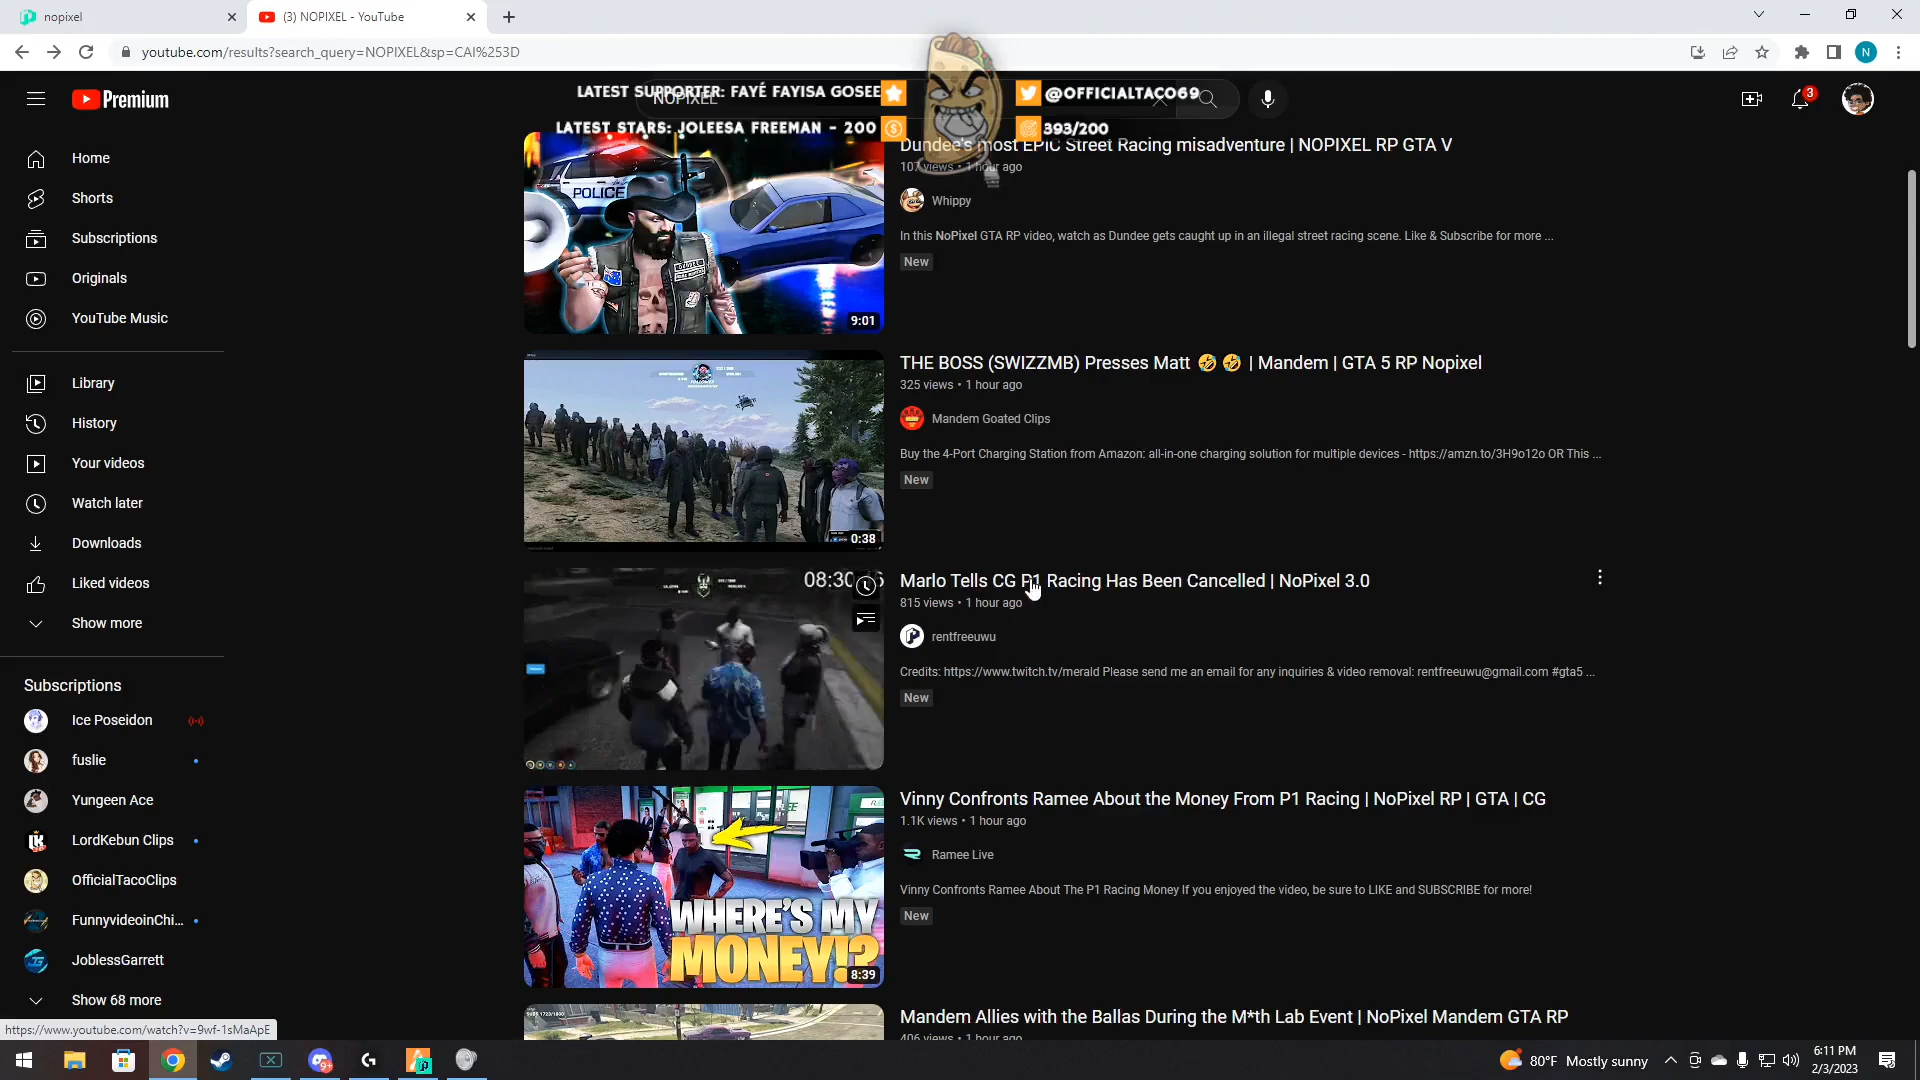 nopixel
(3) NOPIXEL - YouTube
youtube.com/results?search_query=NOPIXEL&sp=CAI%253D
N
Premium
NOPIXEL
LATEST SUPPORTER: FAYÉ FAYISA GOSEE
LATEST STARS: JOLEESA FREEMAN - 200
@OFFICIALTACO69
393/200
3
Home
Shorts
Subscriptions
Originals
YouTube Music
Library
History
Your videos
Watch later
Downloads
Liked videos
Show more
Subscriptions
Ice Poseidon
fuslie
Yungeen Ace
LordKebun Clips
OfficialTacoClips
FunnyvideoinChi...
JoblessGarrett
Show 68 more
https://www.youtube.com/watch?v=9wf-1sMaApE
POLICE
9:01
Dundee's most EPIC Street Racing misadventure | NOPIXEL RP GTA V
107 views • 1 hour ago
Whippy
In this NoPixel GTA RP video, watch as Dundee gets caught up in an illegal street racing scene. Like & Subscribe for more ...
New
0:38
THE BOSS (SWIZZMB) Presses Matt 🤣 🤣 | Mandem | GTA 5 RP Nopixel
325 views • 1 hour ago
Mandem Goated Clips
Buy the 4-Port Charging Station from Amazon: all-in-one charging solution for multiple devices - https://amzn.to/3H9o12o OR This ...
New
08:30
Marlo Tells CG P1 Racing Has Been Cancelled | NoPixel 3.0
815 views • 1 hour ago
rentfreeuwu
Credits: https://www.twitch.tv/merald Please send me an email for any inquiries & video removal: rentfreeuwu@gmail.com #gta5 ...
New
WHERE'S MY
MONEY!?
8:39
Vinny Confronts Ramee About the Money From P1 Racing | NoPixel RP | GTA | CG
1.1K views • 1 hour ago
Ramee Live
Vinny Confronts Ramee About The P1 Racing Money If you enjoyed the video, be sure to LIKE and SUBSCRIBE for more!
New
Mandem Allies with the Ballas During the M*th Lab Event | NoPixel Mandem GTA RP
406 views • 1 hour ago
9+
80°F Mostly sunny
6:11 PM
2/3/2023